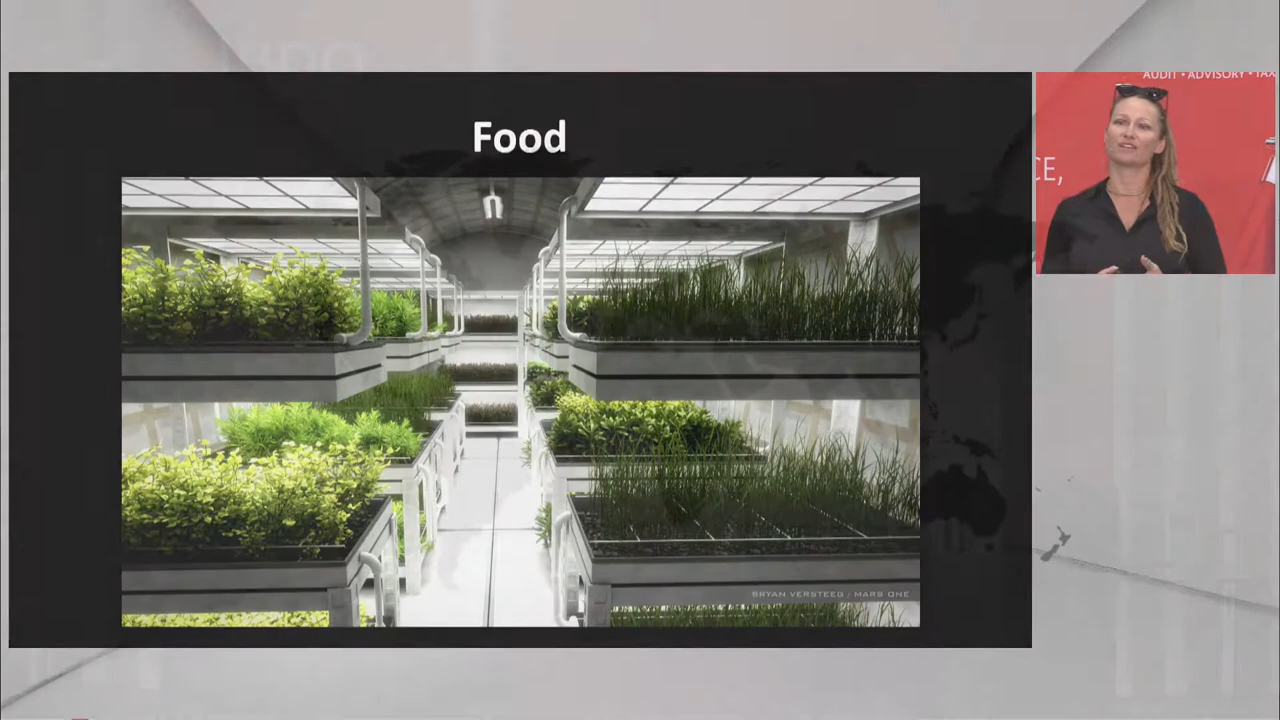 Food
BRYAN VERSTEEG / MARS ONE
AUDIT • ADVISORY • TAX
CE,